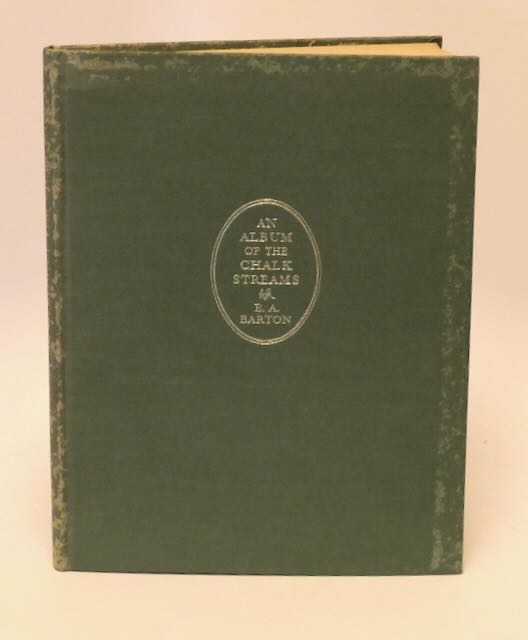 AN
ALBUM
OF THE
CHALK
STREAMS
E. A.
BARTON